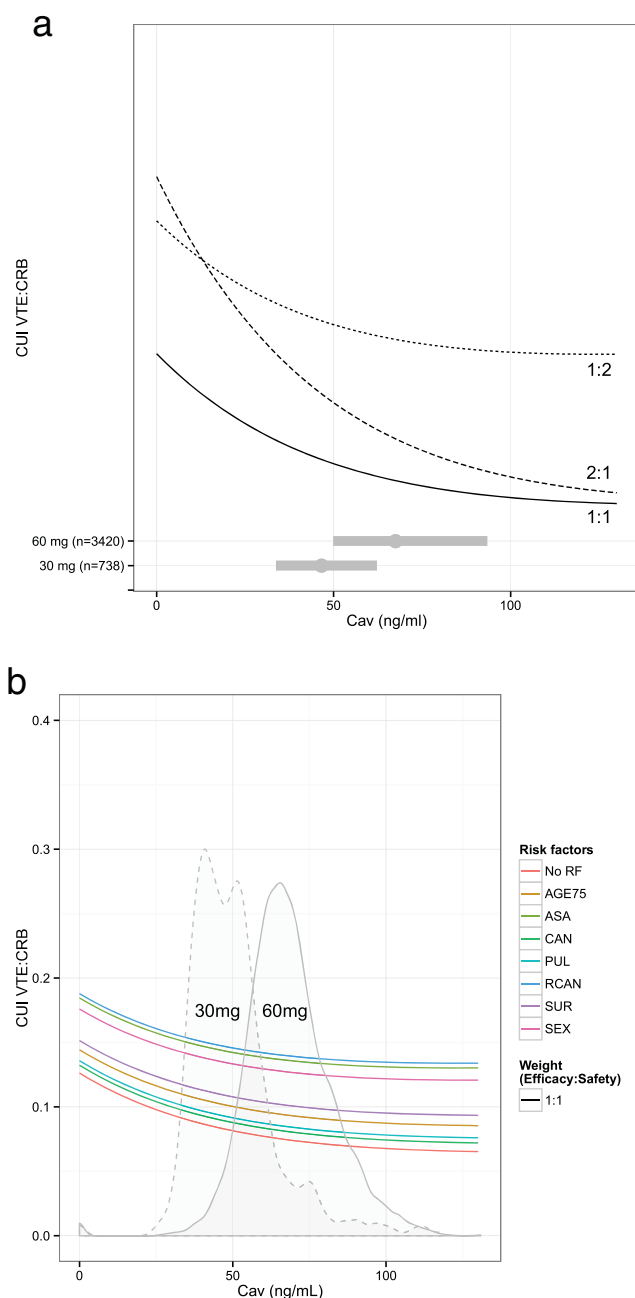 a
CUI VTE:CRB
1:2
2:1
1:1
60 mg (n=3420)
30 mg (n=738)
0 50 100
Cav (ng/ml)
b
0.4
0.3
0.2
0.1
0.0
CUI VTE:CRB
30mg 60mg
0 50 100
Cav (ng/mL)
Risk factors
No RF
AGE75
ASA
CAN
PUL
RCAN
SUR
SEX
Weight
(Efficacy:Safety)
1:1